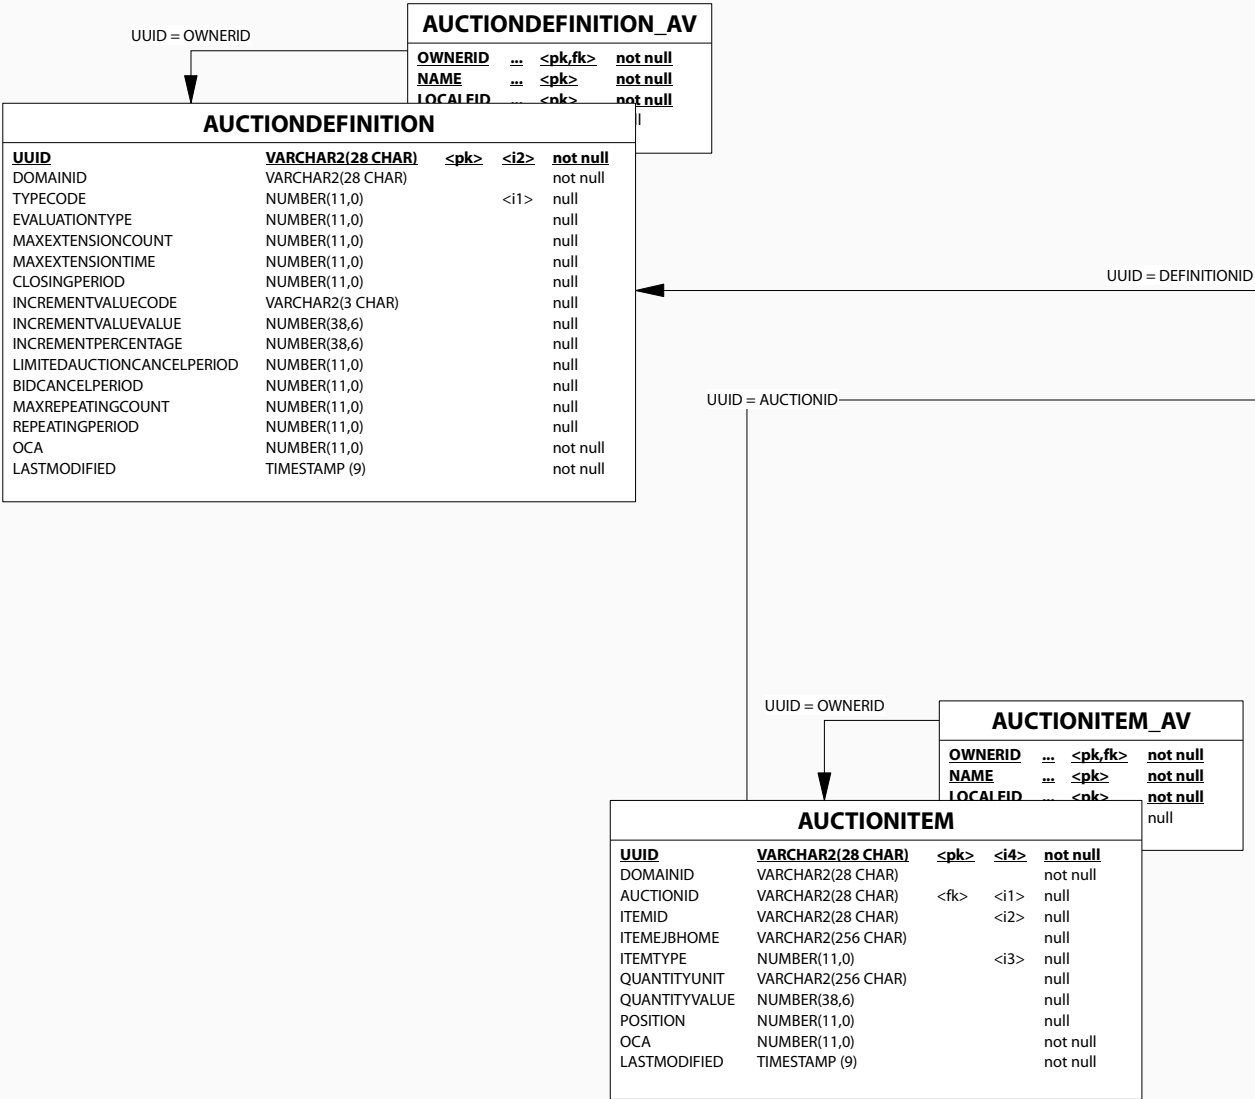 AUCTIONDEFINITION_AV
UUID = OWNERID
OWNERID ... <pk,fk> not null
NAME ... <pk> not null
LOCALEID ... <pk> not null
AUCTIONDEFINITION
UUID VARCHAR2(28 CHAR) <pk> <i2> not null
DOMAINID VARCHAR2(28 CHAR) not null
TYPECODE NUMBER(11,0) <i1> null
EVALUATIONTYPE NUMBER(11,0) null
MAXEXTENSIONCOUNT NUMBER(11,0) null
MAXEXTENSIONTIME NUMBER(11,0) null
CLOSINGPERIOD NUMBER(11,0) null
INCREMENTVALUECODE VARCHAR2(3 CHAR) null
INCREMENTVALUEVALUE NUMBER(38,6) null
INCREMENTPERCENTAGE NUMBER(38,6) null
LIMITEDAUCTIONCANCELPERIOD NUMBER(11,0) null
BIDCANCELPERIOD NUMBER(11,0) null
MAXREPEATINGCOUNT NUMBER(11,0) null
REPEATINGPERIOD NUMBER(11,0) null
OCA NUMBER(11,0) not null
LASTMODIFIED TIMESTAMP (9) not null
UUID = DEFINITIONID
UUID = AUCTIONID
UUID = OWNERID
AUCTIONITEM_AV
OWNERID ... <pk,fk> not null
NAME ... <pk> not null
LOCALEID ... <pk> not null
null
AUCTIONITEM
UUID VARCHAR2(28 CHAR) <pk> <i4> not null
DOMAINID VARCHAR2(28 CHAR) not null
AUCTIONID VARCHAR2(28 CHAR) <fk> <i1> null
ITEMID VARCHAR2(28 CHAR) <i2> null
ITEMEJBHOME VARCHAR2(256 CHAR) null
ITEMTYPE NUMBER(11,0) <i3> null
QUANTITYUNIT VARCHAR2(256 CHAR) null
QUANTITYVALUE NUMBER(38,6) null
POSITION NUMBER(11,0) null
OCA NUMBER(11,0) not null
LASTMODIFIED TIMESTAMP (9) not null